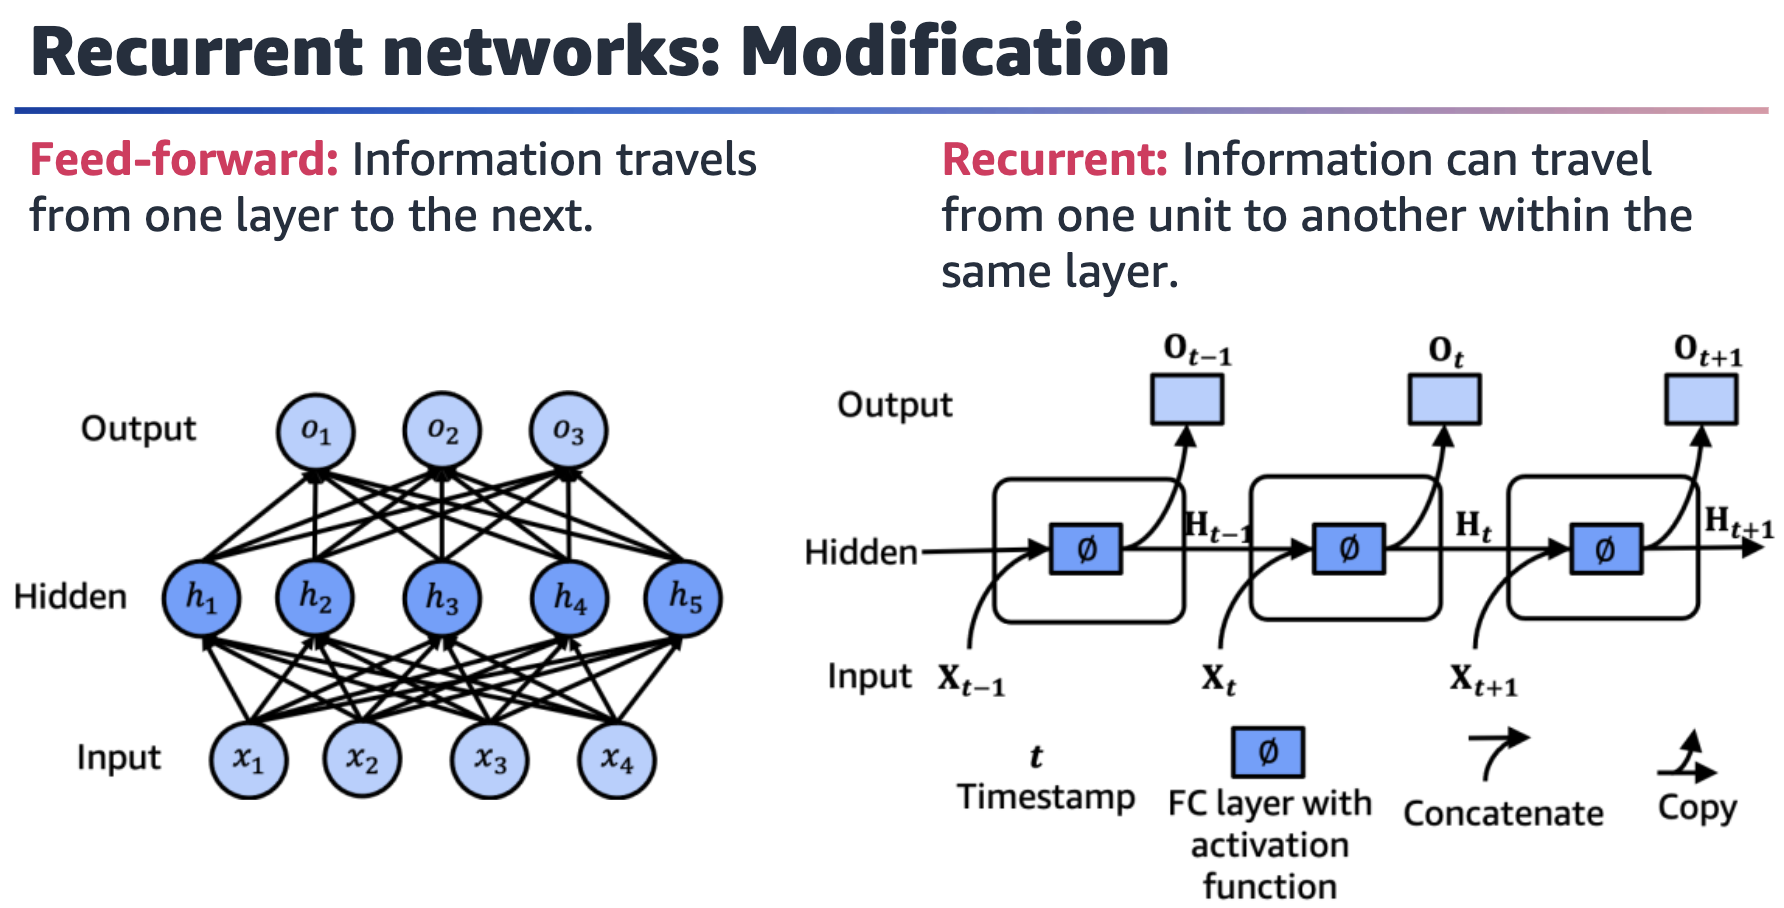 Recurrent networks: Modification
Feed-forward: Information travels
from one layer to the next.
Recurrent: Information can travel
from one unit to another within the
same layer.
Output
o₁ o₂ o₃
Hidden
h₁ h₂ h₃ h₄ h₅
Input
x₁ x₂ x₃ x₄
Oₜ₋₁ Oₜ Oₜ₊₁
Output
Hidden ∅ Hₜ₋₁ ∅ Hₜ ∅ Hₜ₊₁
Input Xₜ₋₁ Xₜ Xₜ₊₁
t
Timestamp
∅
FC layer with
activation
function
Concatenate
Copy